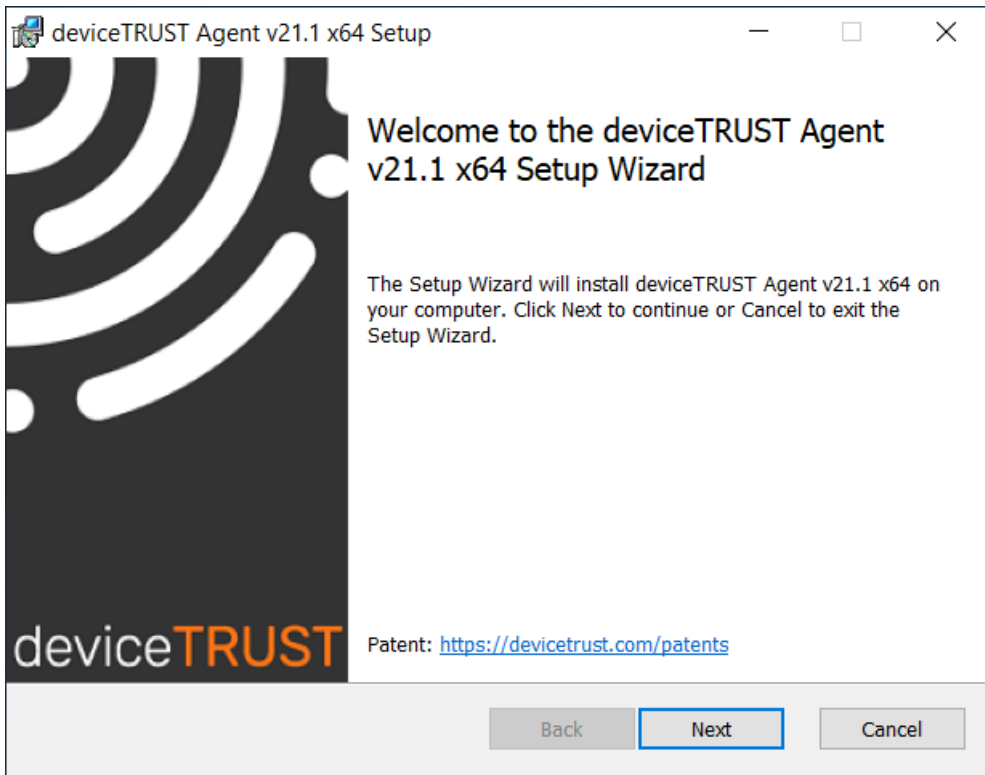 deviceTRUST Agent v21.1 x64 Setup
Welcome to the deviceTRUST Agent
v21.1 x64 Setup Wizard
The Setup Wizard will install deviceTRUST Agent v21.1 x64 on
your computer. Click Next to continue or Cancel to exit the
Setup Wizard.
deviceTRUST
Patent: https://devicetrust.com/patents
Back
Next
Cancel